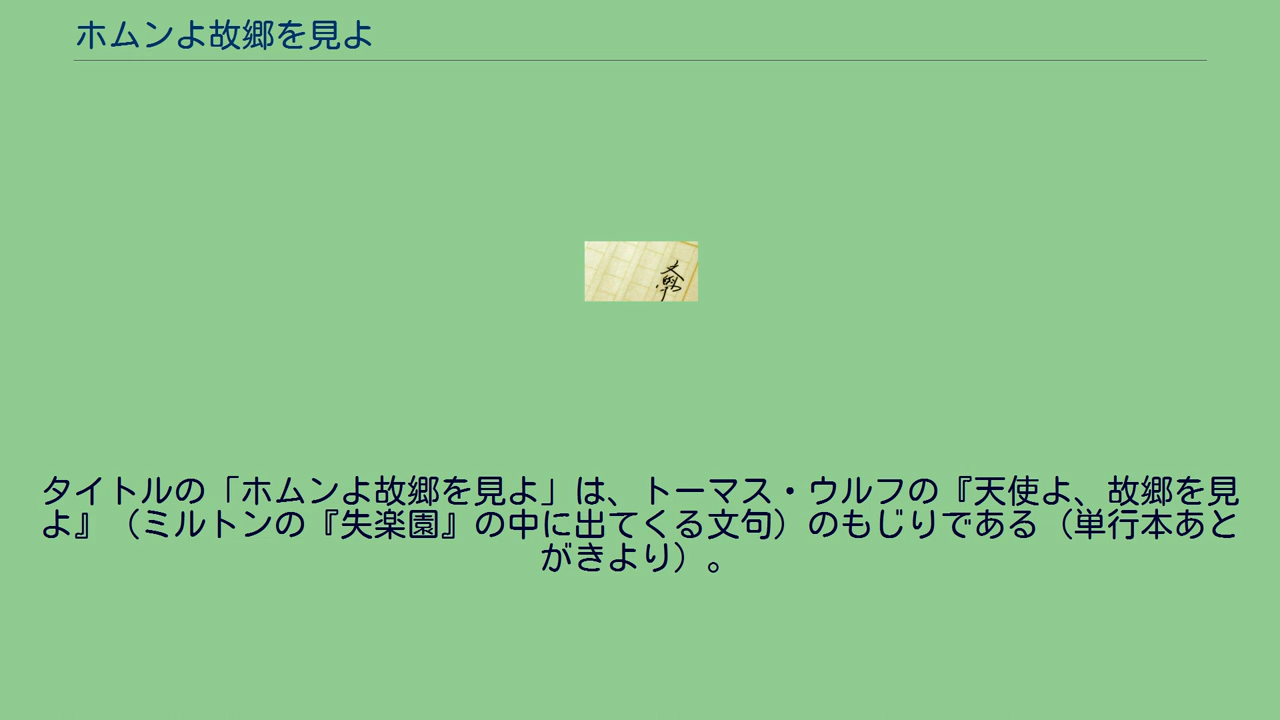 ホムンよ故郷を見よ
タイトルの「ホムンよ故郷を見よ」は、トーマス・ウルフの『天使よ、故郷を見
よ』（ミルトンの『失楽園』の中に出てくる文句）のもじりである（単行本あと
がきより）。